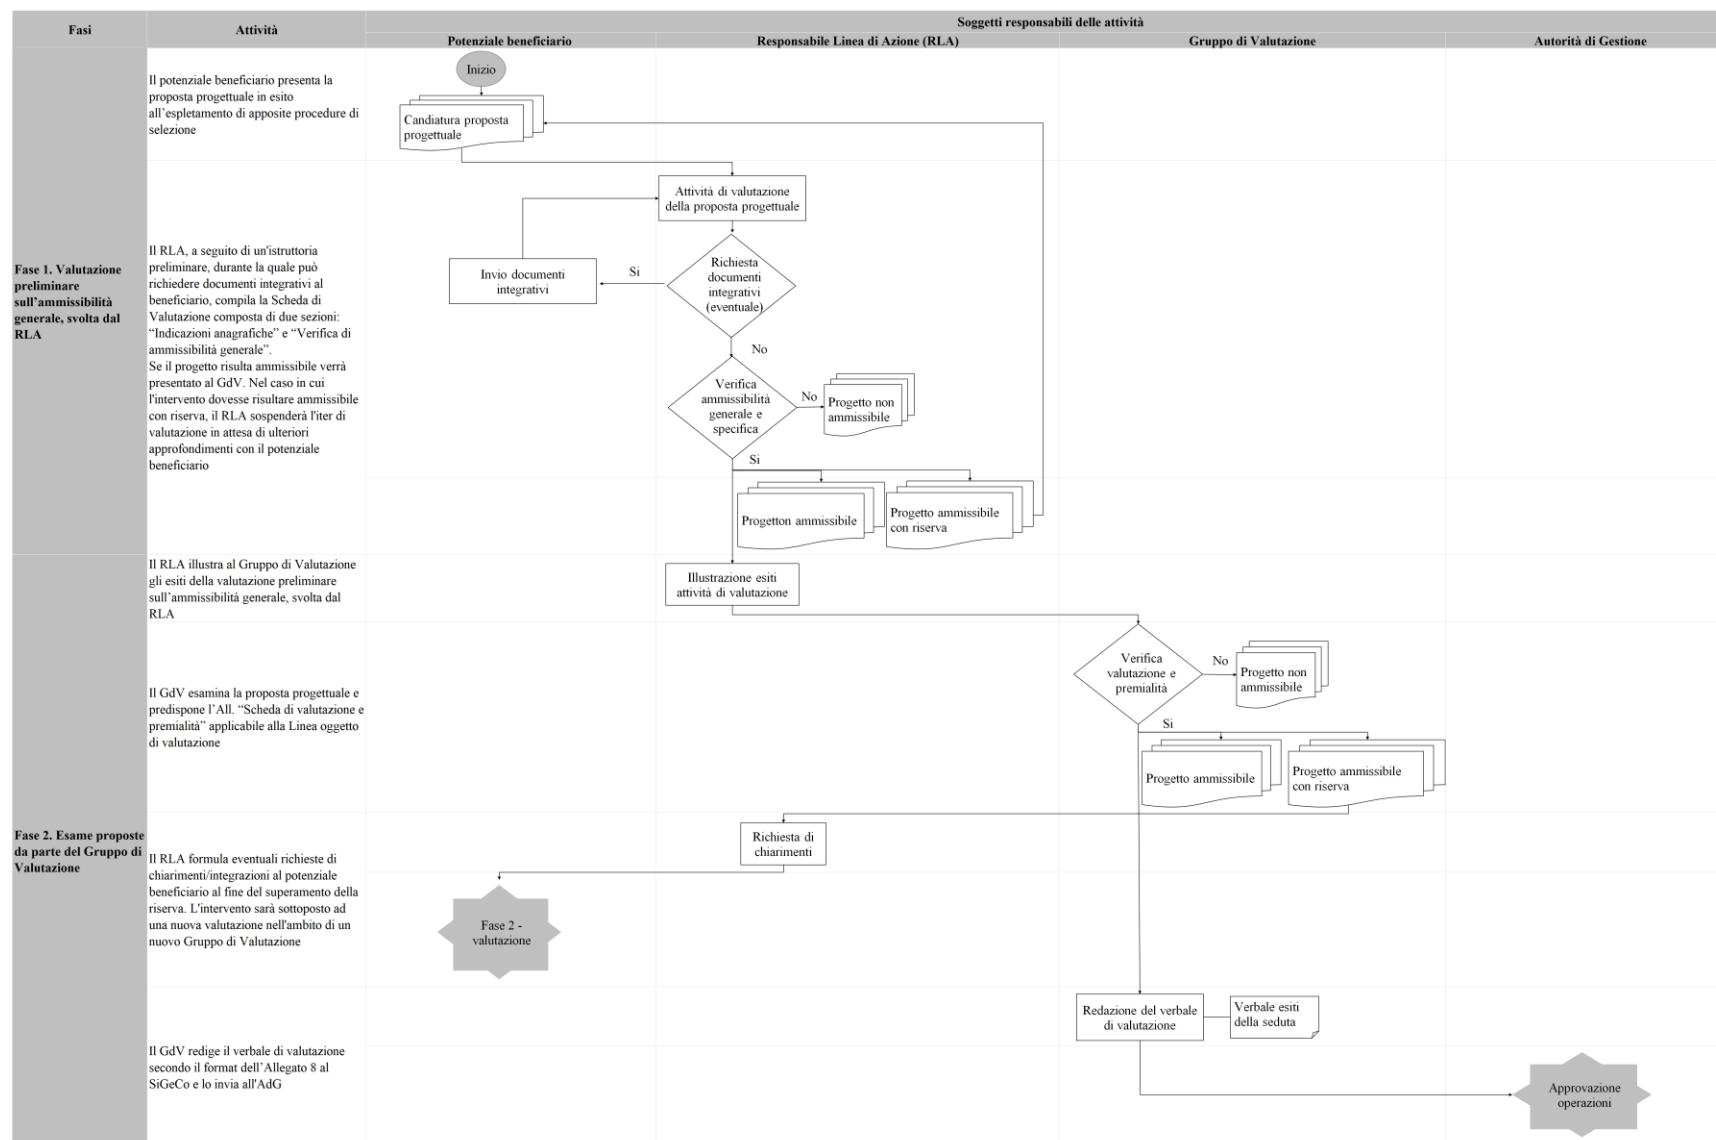 Fasi
Attività
Soggetti responsabili delle attività
Potenziale beneficiario
Responsabile Linea di Azione (RLA)
Gruppo di Valutazione
Autorità di Gestione
Fase 1. Valutazione
preliminare
sull'ammissibilità
generale, svolta dal
RLA
Il potenziale beneficiario presenta la
proposta progettuale in esito
all'espletamento di apposite procedure di
selezione
Inizio
Candiatura proposta
progettuale
Il RLA, a seguito di un'istruttoria
preliminare, durante la quale può
richiedere documenti integrativi al
beneficiario, compila la Scheda di
Valutazione composta di due sezioni:
“Indicazioni anagrafiche” e “Verifica di
ammissibilità generale”.
Se il progetto risulta ammissibile verrà
presentato al GdV. Nel caso in cui
l'intervento dovesse risultare ammissibile
con riserva, il RLA sospenderà l'iter di
valutazione in attesa di ulteriori
approfondimenti con il potenziale
beneficiario
Attività di valutazione
della proposta progettuale
Richiesta
documenti
integrativi
(eventuale)
Si
Invio documenti
integrativi
No
Verifica
ammissibilità
generale e
specifica
No
Progetto non
ammissibile
Si
Progetton ammissibile
Progetto ammissibile
con riserva
Fase 2. Esame proposte
da parte del Gruppo di
Valutazione
Il RLA illustra al Gruppo di Valutazione
gli esiti della valutazione preliminare
sull'ammissibilità generale, svolta dal
RLA
Illustrazione esiti
attività di valutazione
Il GdV esamina la proposta progettuale e
predispone l'All. “Scheda di valutazione e
premialità” applicabile alla Linea oggetto
di valutazione
Verifica
valutazione e
premialità
No
Progetto non
ammissibile
Si
Progetto ammissibile
Progetto ammissibile
con riserva
Il RLA formula eventuali richieste di
chiarimenti/integrazioni al potenziale
beneficiario al fine del superamento della
riserva. L'intervento sarà sottoposto ad
una nuova valutazione nell'ambito di un
nuovo Gruppo di Valutazione
Richiesta di
chiarimenti
Fase 2 -
valutazione
Il GdV redige il verbale di valutazione
secondo il format dell'Allegato 8 al
SiGeCo e lo invia all'AdG
Redazione del verbale
di valutazione
Verbale esiti
della seduta
Approvazione
operazioni